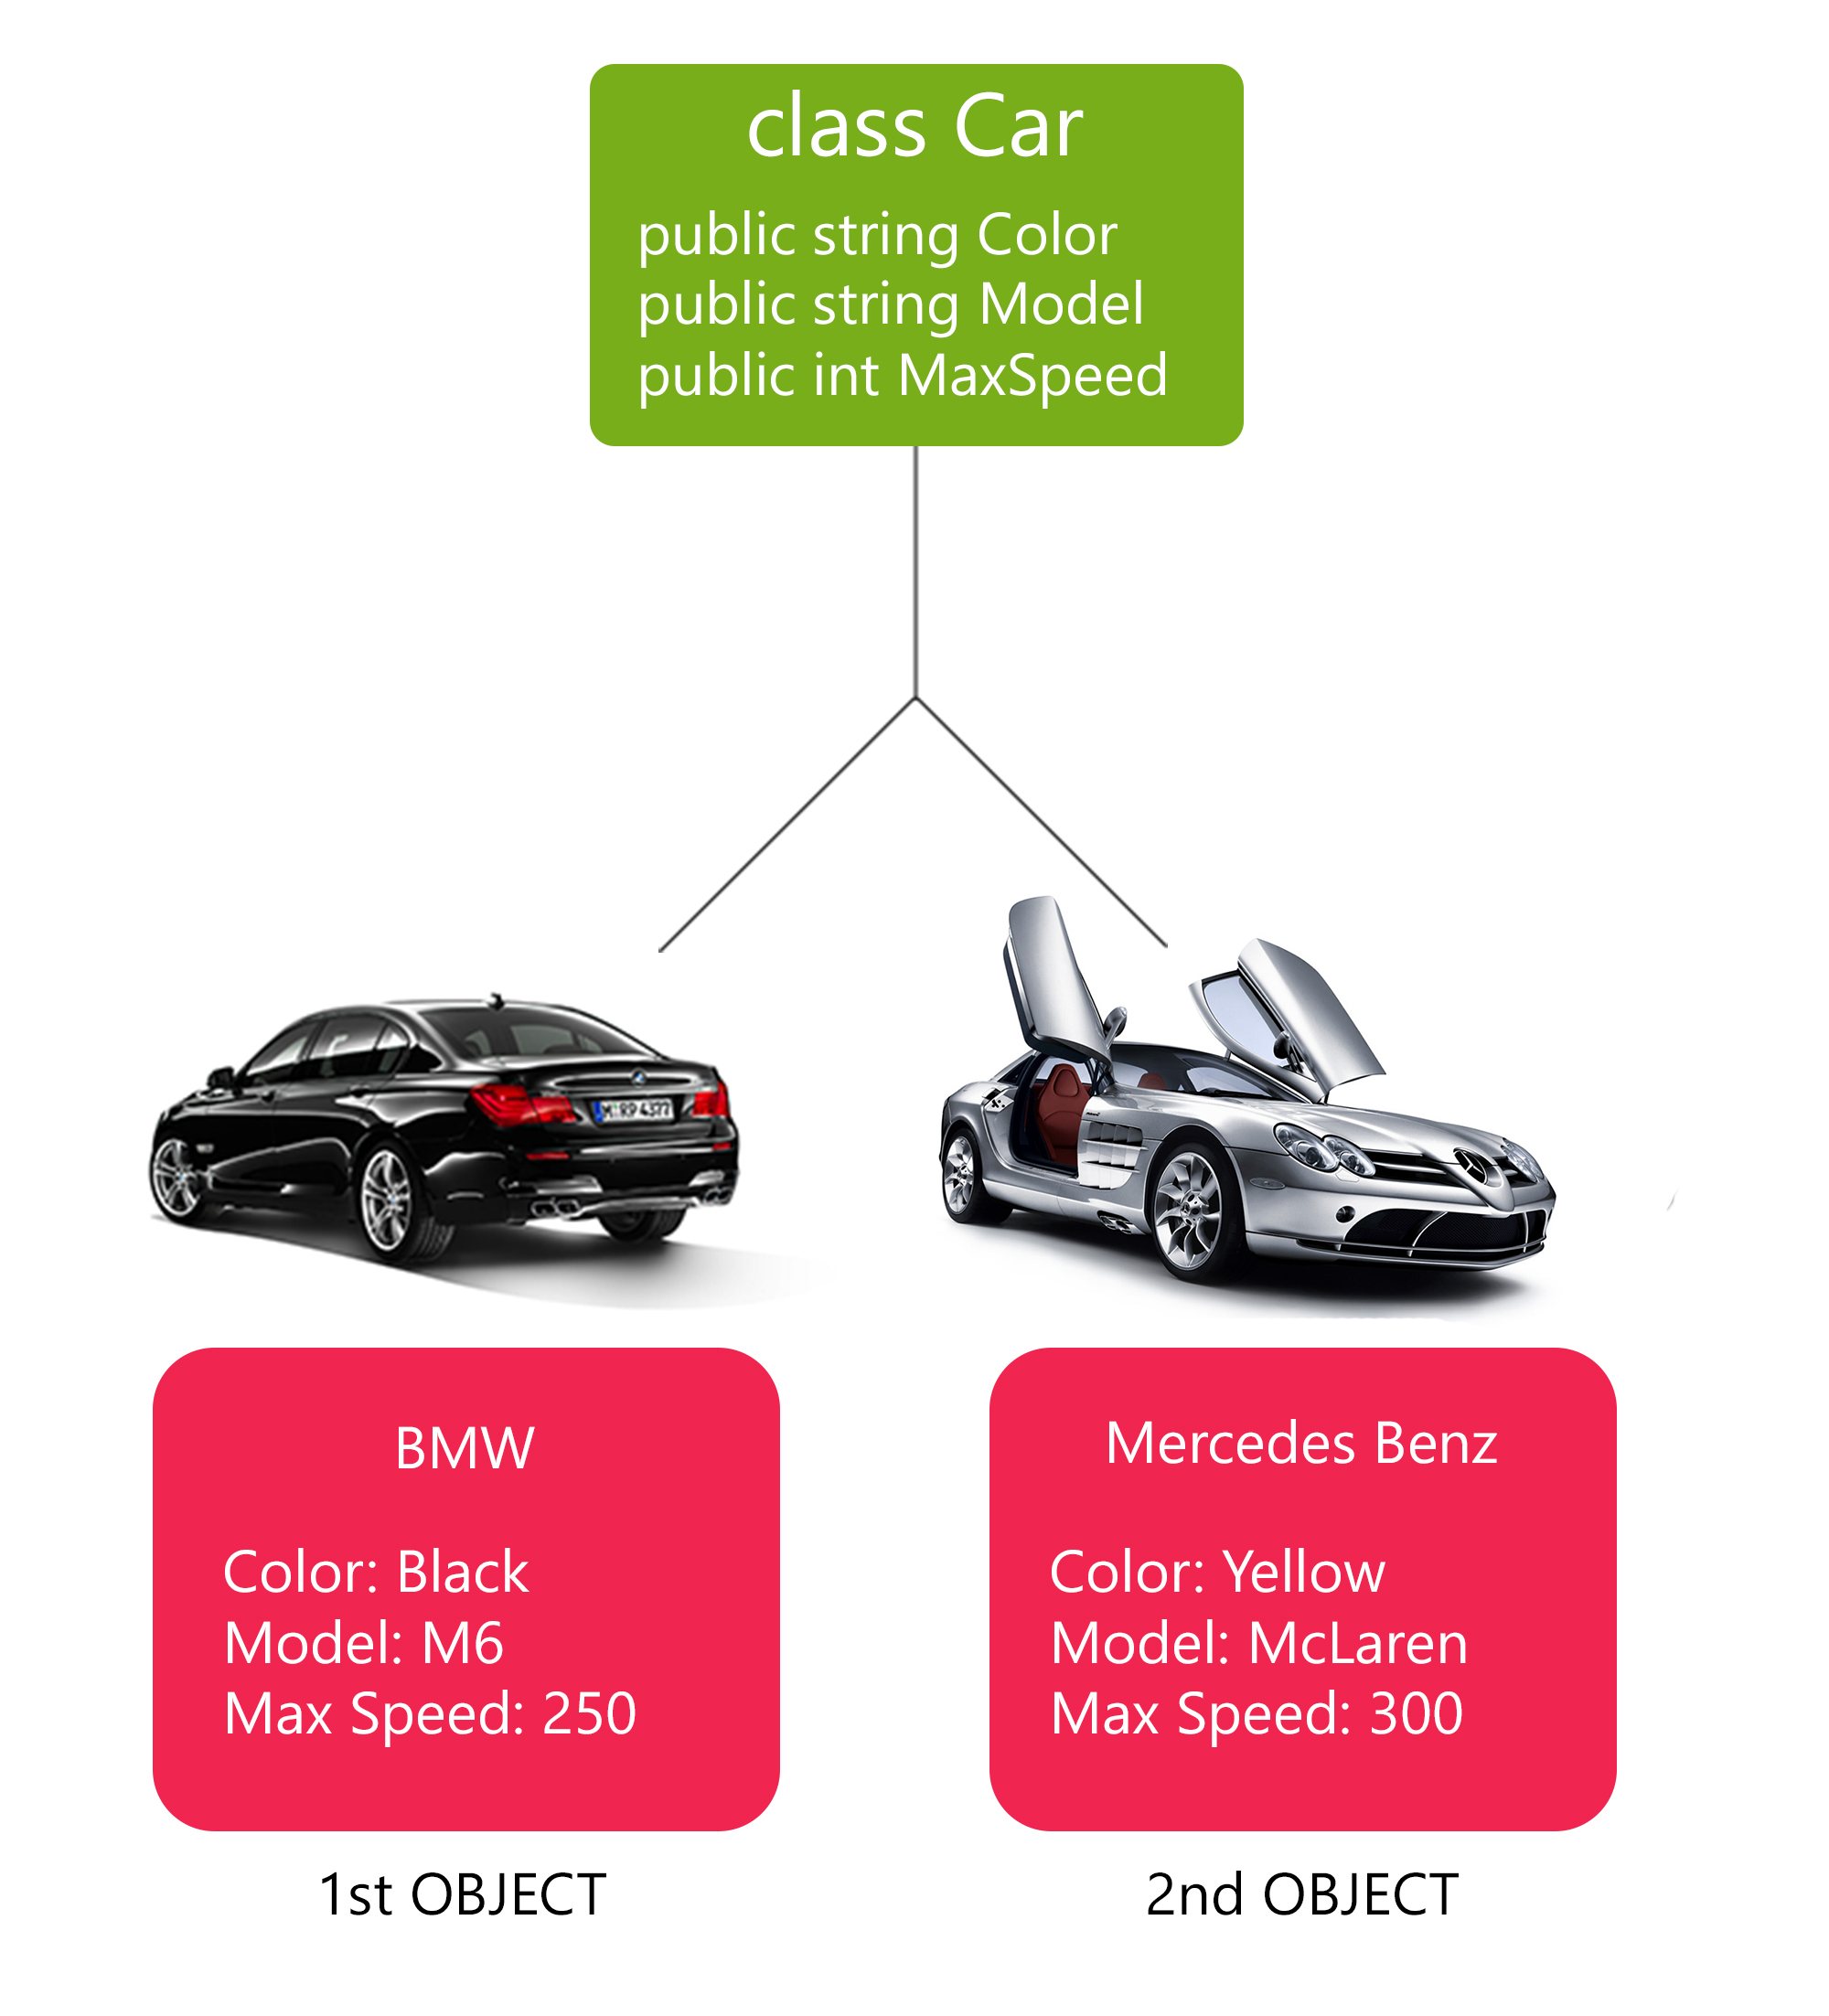 class Car
public string Color
public string Model
public int MaxSpeed
M RP 4377
BMW
Color: Black
Model: M6
Max Speed: 250
1st OBJECT
Mercedes Benz
Color: Yellow
Model: McLaren
Max Speed: 300
2nd OBJECT